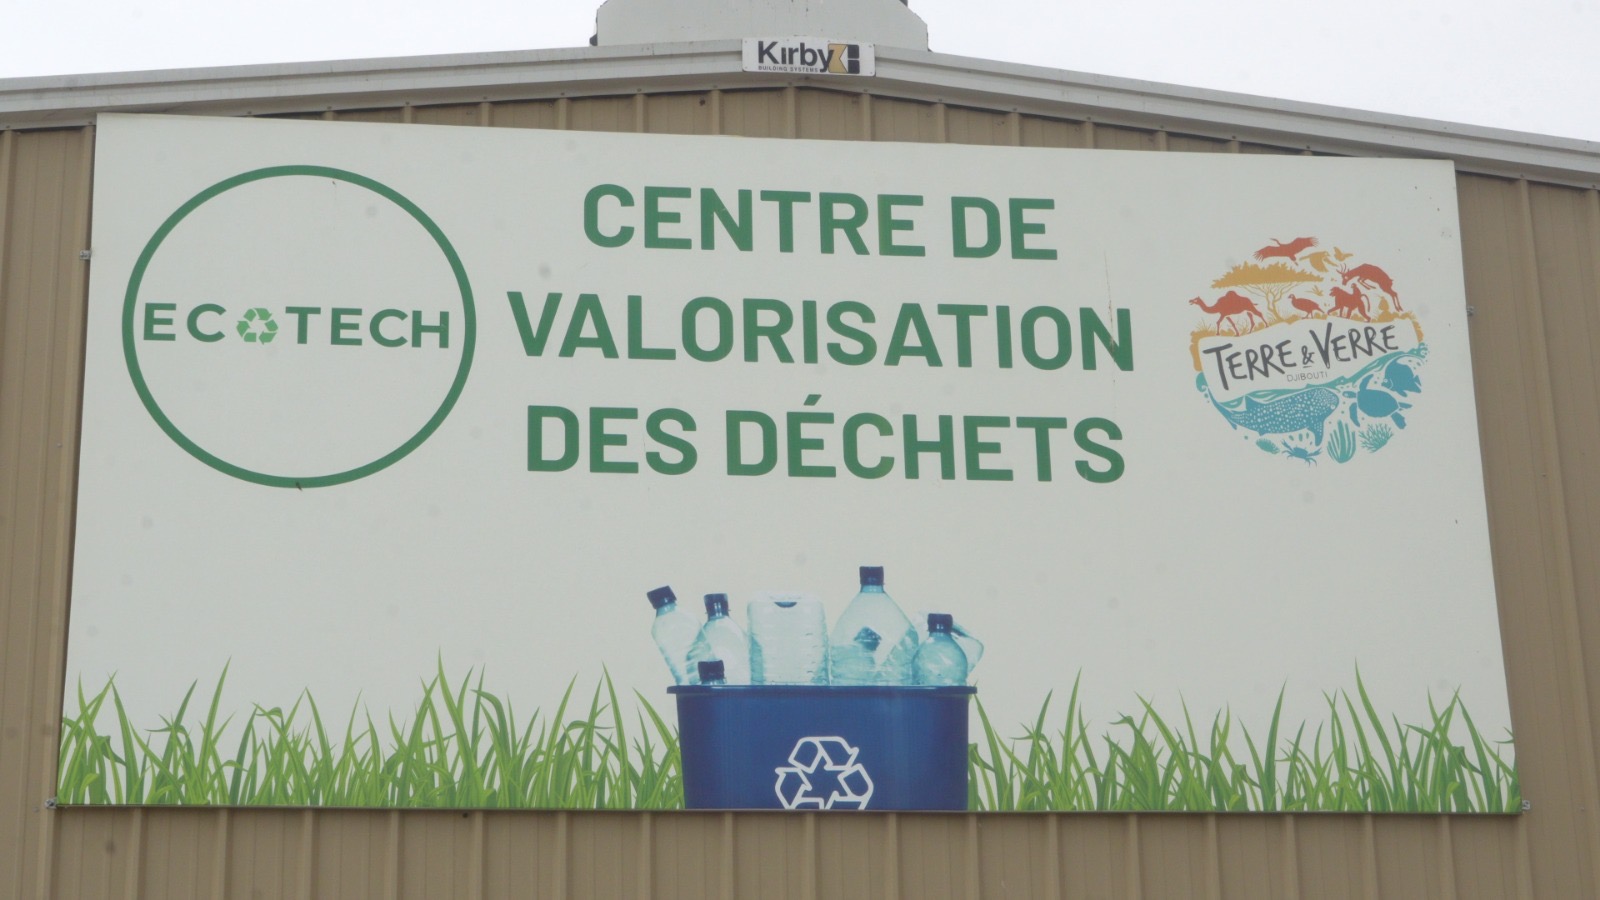 Kirby
BUILDING SYSTEMS
ECOTECH
CENTRE DE
VALORISATION
DES DÉCHETS
TERRE & VERRE
DJIBOUTI